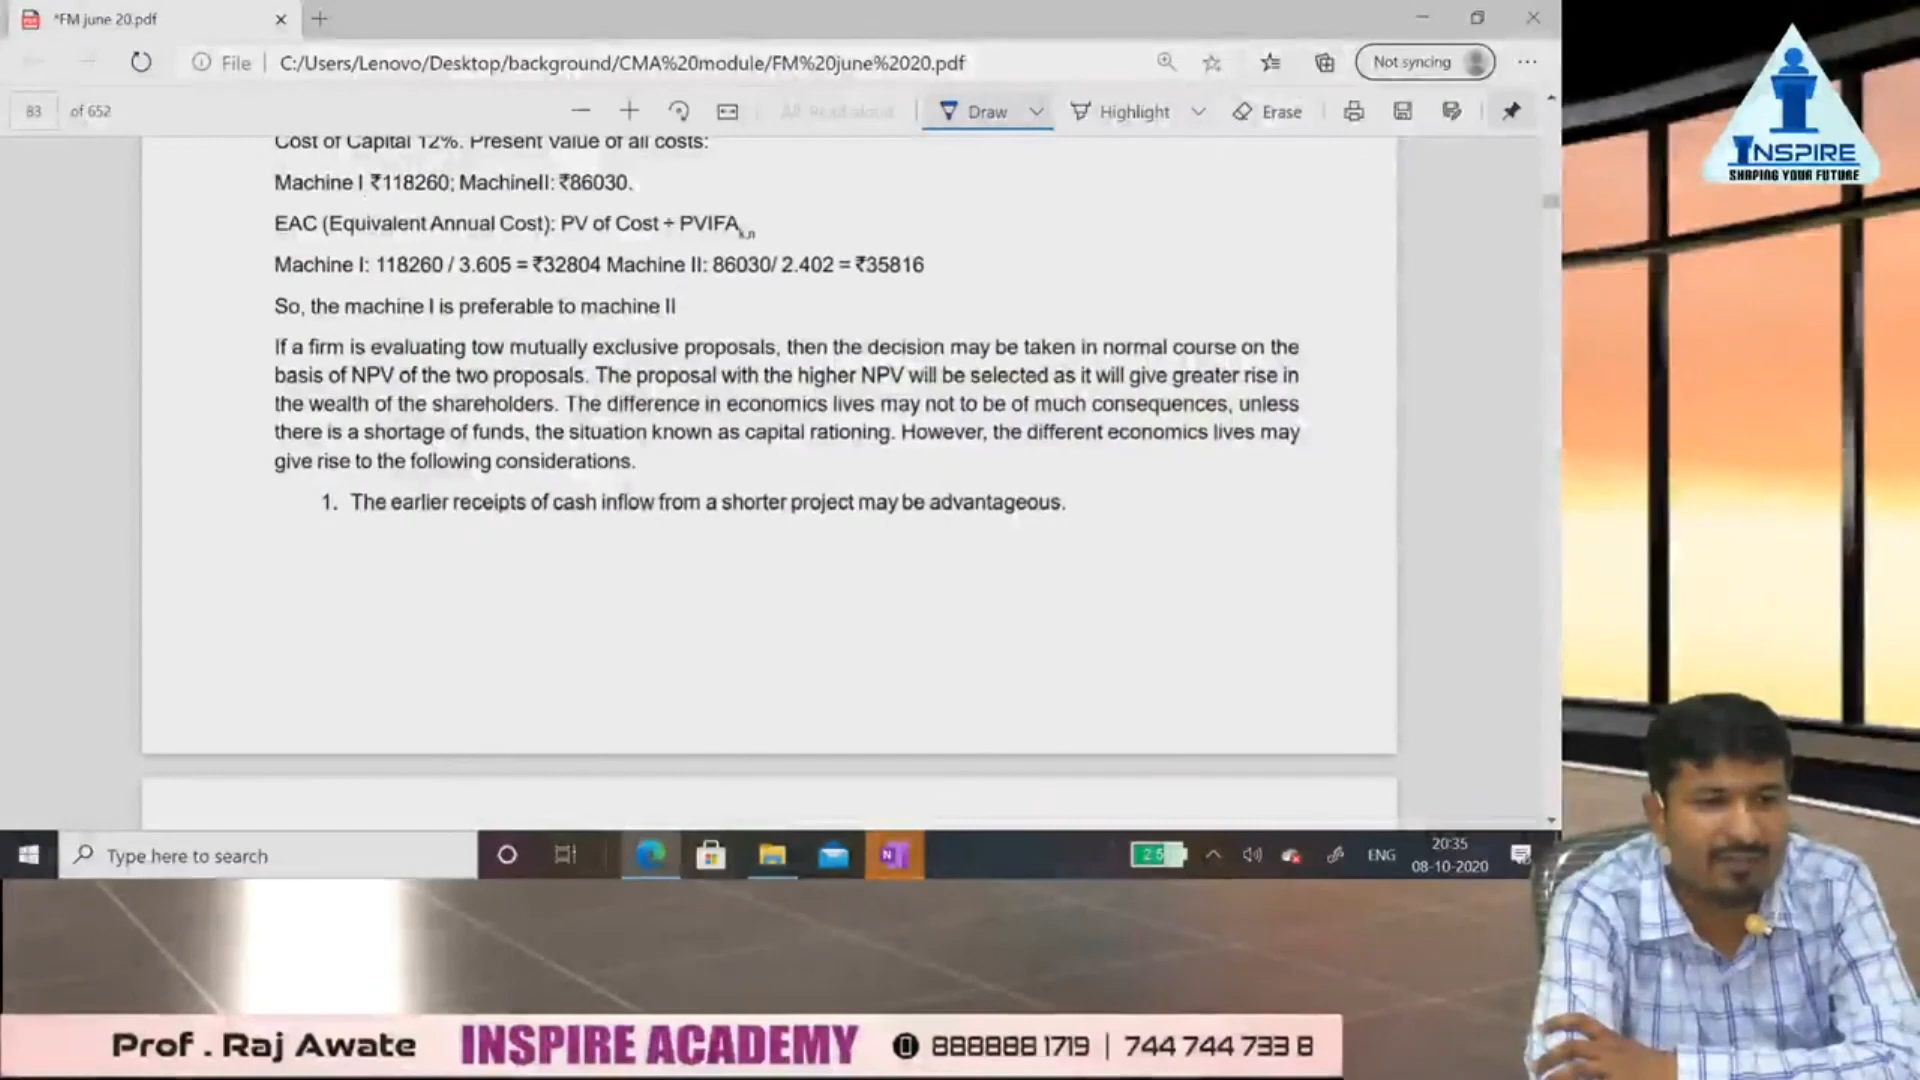 *FM june 20.pdf
File
C:/Users/Lenovo/Desktop/background/CMA%20module/FM%20june%2020.pdf
Not syncing
83 of 652
Read aloud
Draw
Highlight
Erase
Cost of Capital 12%. Present Value of all costs:
Machine I ₹118260; MachineII: ₹86030.
EAC (Equivalent Annual Cost): PV of Cost ÷ PVIFAk,n
Machine I: 118260 / 3.605 = ₹32804 Machine II: 86030/ 2.402 = ₹35816
So, the machine I is preferable to machine II
If a firm is evaluating tow mutually exclusive proposals, then the decision may be taken in normal course on the
basis of NPV of the two proposals. The proposal with the higher NPV will be selected as it will give greater rise in
the wealth of the shareholders. The difference in economics lives may not to be of much consequences, unless
there is a shortage of funds, the situation known as capital rationing. However, the different economics lives may
give rise to the following considerations.
1. The earlier receipts of cash inflow from a shorter project may be advantageous.
Type here to search
ENG
20:35
08-10-2020
INSPIRE
SHAPING YOUR FUTURE
Prof . Raj Awate INSPIRE ACADEMY 888888 1719 | 744 744 733 8